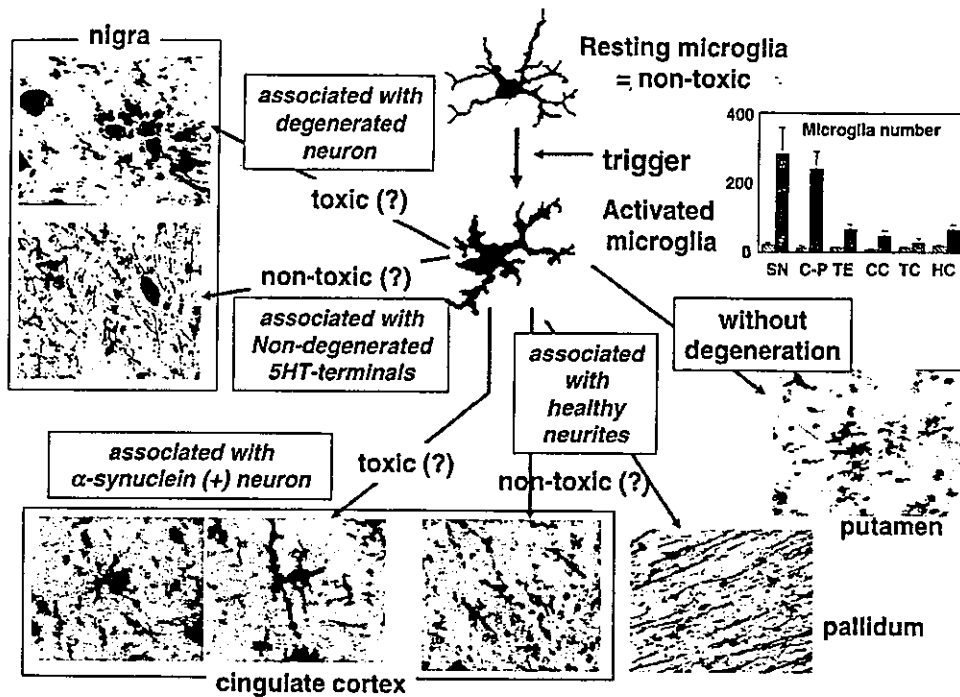 nigra
associated with
degenerated
neuron
Resting microglia
= non-toxic
trigger
toxic (?)
Activated
microglia
400
Microglia number
200
0
SN C-P TE CC TC HC
non-toxic (?)
associated with
Non-degenerated
5HT-terminals
without
degeneration
associated
with
healthy
neurites
associated with
α-synuclein (+) neuron
toxic (?)
non-toxic (?)
putamen
pallidum
cingulate cortex